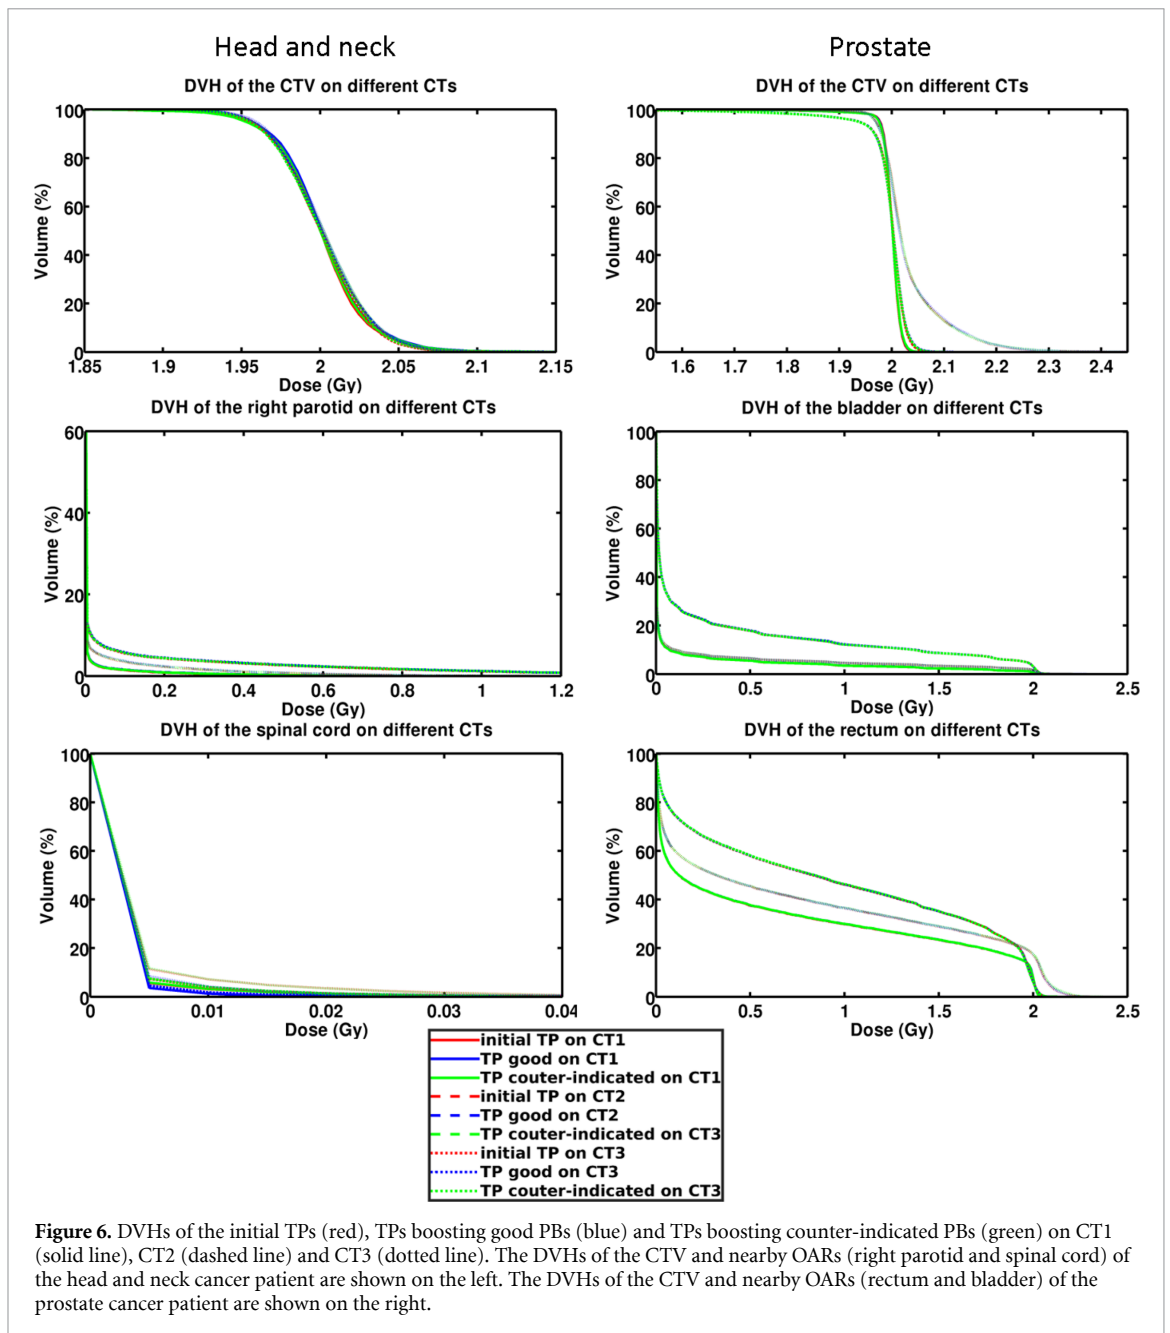 Head and neck
Prostate
DVH of the CTV on different CTs
100
80
60
40
20
0
Volume (%)
1.85 1.9 1.95 2 2.05 2.1 2.15
Dose (Gy)
DVH of the CTV on different CTs
100
80
60
40
20
0
Volume (%)
1.6 1.7 1.8 1.9 2 2.1 2.2 2.3 2.4
Dose (Gy)
DVH of the right parotid on different CTs
60
40
20
0
Volume (%)
0 0.2 0.4 0.6 0.8 1 1.2
Dose (Gy)
DVH of the bladder on different CTs
100
80
60
40
20
0
Volume (%)
0 0.5 1 1.5 2 2.5
Dose (Gy)
DVH of the spinal cord on different CTs
100
80
60
40
20
0
Volume (%)
0 0.01 0.02 0.03 0.04
Dose (Gy)
DVH of the rectum on different CTs
100
80
60
40
20
0
Volume (%)
0 0.5 1 1.5 2 2.5
Dose (Gy)
initial TP on CT1
TP good on CT1
TP couter-indicated on CT1
initial TP on CT2
TP good on CT2
TP couter-indicated on CT3
initial TP on CT3
TP good on CT3
TP couter-indicated on CT3
Figure 6. DVHs of the initial TPs (red), TPs boosting good PBs (blue) and TPs boosting counter-indicated PBs (green) on CT1
(solid line), CT2 (dashed line) and CT3 (dotted line). The DVHs of the CTV and nearby OARs (right parotid and spinal cord) of
the head and neck cancer patient are shown on the left. The DVHs of the CTV and nearby OARs (rectum and bladder) of the
prostate cancer patient are shown on the right.